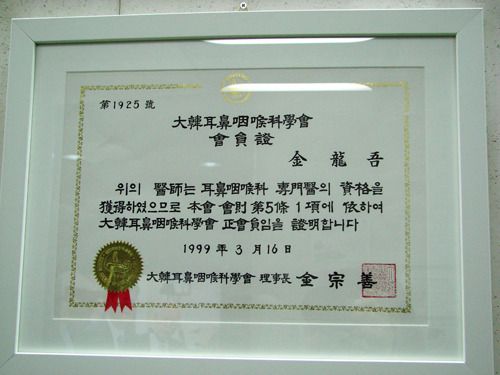 第1925號
大韓耳鼻咽喉科學會
會員證
金龍吾
위의 醫師는 耳鼻咽喉科 專門醫의 資格을
獲得하였으므로 本會 會則 第5條 1項에 依하여
大韓耳鼻咽喉科學會 正會員임을 證明합니다
1999 年 3 月 16 日
大韓耳鼻咽喉科學會 理事長 金宗善